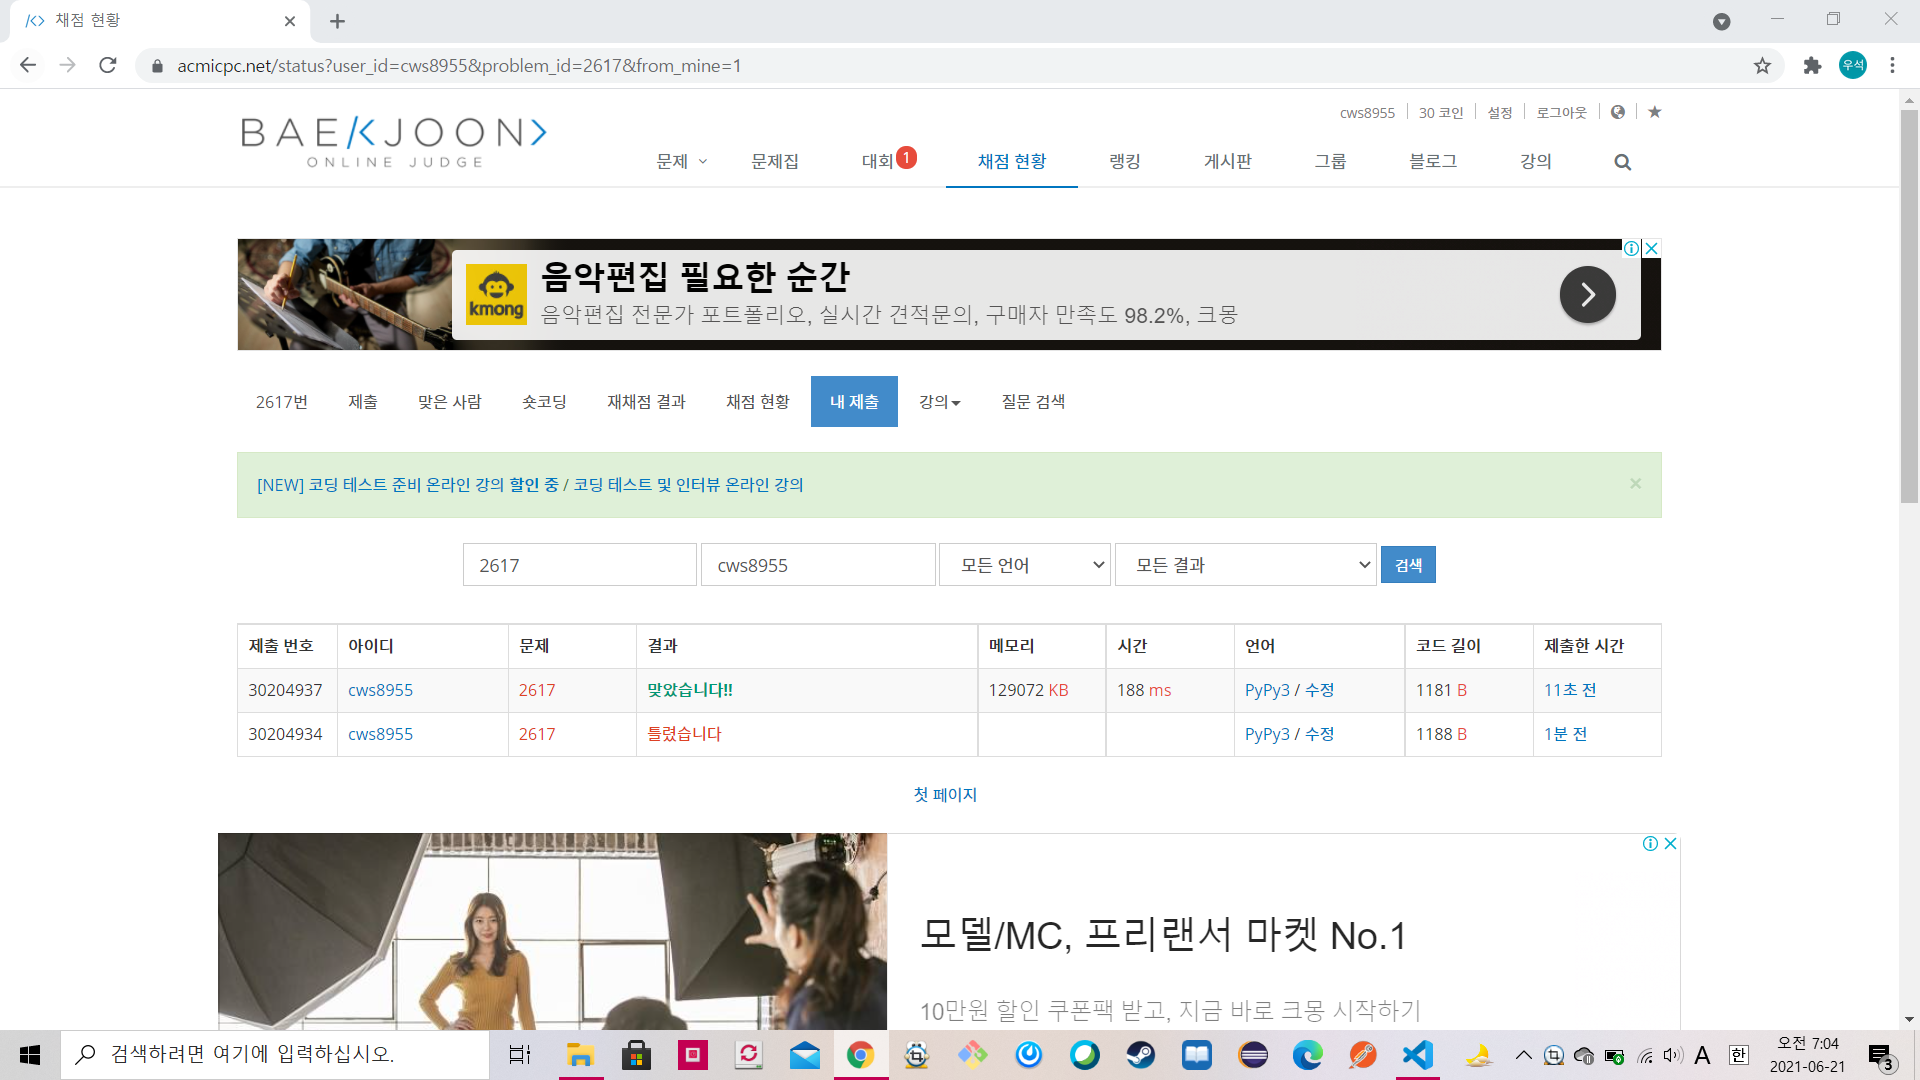 채점 현황
acmicpc.net/status?user_id=cws8955&problem_id=2617&from_mine=1
우석
cws8955 30 코인 설정 로그아웃
BAEKJOON
ONLINE JUDGE
문제 문제집 대회 1 채점 현황 랭킹 게시판 그룹 블로그 강의
음악편집 필요한 순간
kmong
음악편집 전문가 포트폴리오, 실시간 견적문의, 구매자 만족도 98.2%, 크몽
2617번 제출 맞은 사람 숏코딩 재채점 결과 채점 현황 내 제출 강의 질문 검색
[NEW] 코딩 테스트 준비 온라인 강의 할인 중 / 코딩 테스트 및 인터뷰 온라인 강의
×
2617 cws8955 모든 언어 모든 결과 검색
제출 번호 아이디 문제 결과 메모리 시간 언어 코드 길이 제출한 시간
30204937 cws8955 2617 맞았습니다!! 129072 KB 188 ms PyPy3 / 수정 1181 B 11초 전
30204934 cws8955 2617 틀렸습니다 PyPy3 / 수정 1188 B 1분 전
첫 페이지
모델/MC, 프리랜서 마켓 No.1
10만원 할인 쿠폰팩 받고, 지금 바로 크몽 시작하기
검색하려면 여기에 입력하십시오.
A 한
오전 7:04
2021-06-21
3